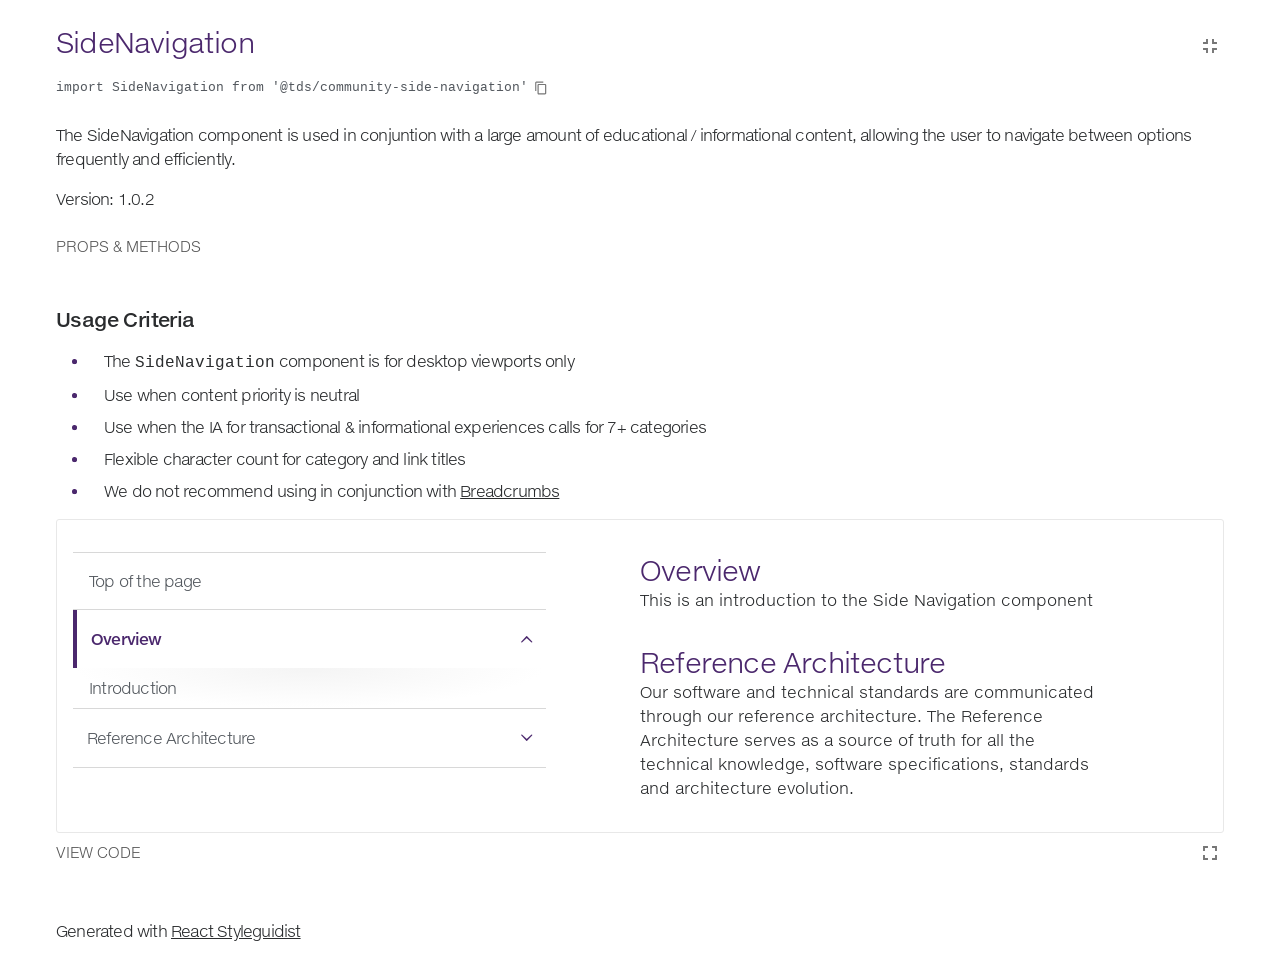 SideNavigation
import SideNavigation from '@tds/community-side-navigation'
The SideNavigation component is used in conjuntion with a large amount of educational / informational content, allowing the user to navigate between options
frequently and efficiently.
Version: 1.0.2
PROPS & METHODS
Usage Criteria
The SideNavigation component is for desktop viewports only
Use when content priority is neutral
Use when the IA for transactional & informational experiences calls for 7+ categories
Flexible character count for category and link titles
We do not recommend using in conjunction with Breadcrumbs
Top of the page
Overview
Introduction
Reference Architecture
Overview
This is an introduction to the Side Navigation component
Reference Architecture
Our software and technical standards are communicated
through our reference architecture. The Reference
Architecture serves as a source of truth for all the
technical knowledge, software specifications, standards
and architecture evolution.
VIEW CODE
Generated with React Styleguidist